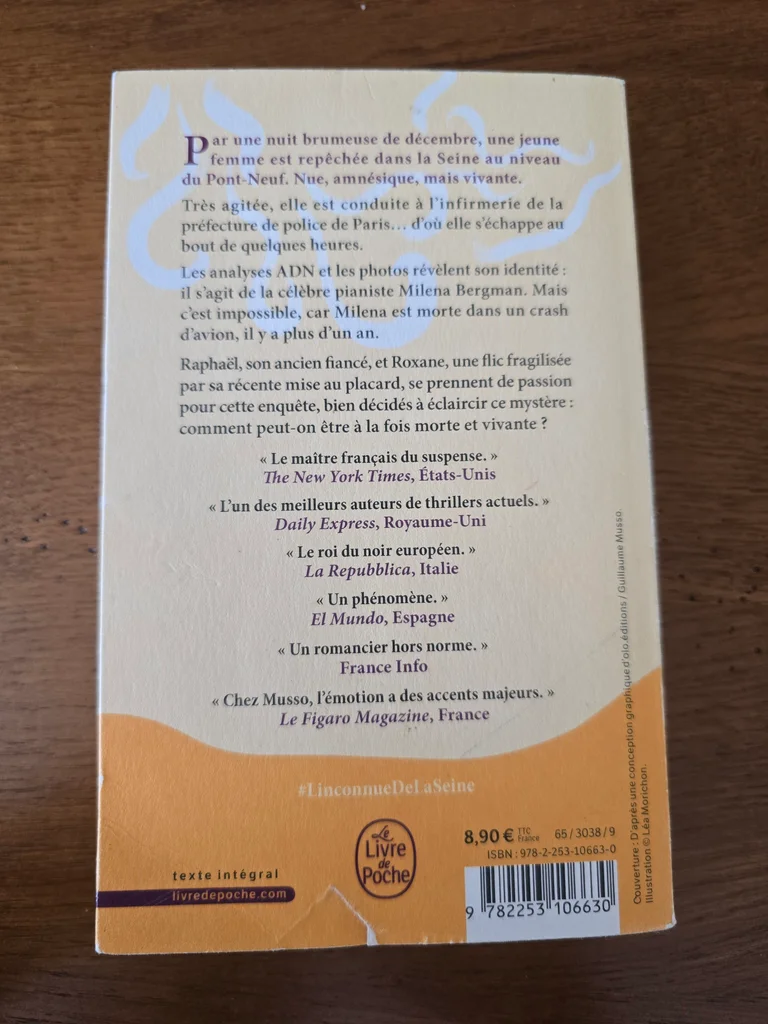 Par une nuit brumeuse de décembre, une jeune
femme est repêchée dans la Seine au niveau
du Pont-Neuf. Nue, amnésique, mais vivante.
Très agitée, elle est conduite à l'infirmerie de la
préfecture de police de Paris… d'où elle s'échappe au
bout de quelques heures.
Les analyses ADN et les photos révèlent son identité :
il s'agit de la célèbre pianiste Milena Bergman. Mais
c'est impossible, car Milena est morte dans un crash
d'avion, il y a plus d'un an.
Raphaël, son ancien fiancé, et Roxane, une flic fragilisée
par sa récente mise au placard, se prennent de passion
pour cette enquête, bien décidés à éclaircir ce mystère :
comment peut-on être à la fois morte et vivante ?
« Le maître français du suspense. »
The New York Times, États-Unis
« L'un des meilleurs auteurs de thrillers actuels. »
Daily Express, Royaume-Uni
« Le roi du noir européen. »
La Repubblica, Italie
« Un phénomène. »
El Mundo, Espagne
« Un romancier hors norme. »
France Info
« Chez Musso, l'émotion a des accents majeurs. »
Le Figaro Magazine, France
#LinconnueDeLaSeine
texte intégral
livredepoche.com
Le
Livre
de
Poche
8,90 € TTC France 65 / 3038 / 9
ISBN : 978-2-253-10663-0
9 782253 106630
Couverture : D'après une conception graphique d'olo.éditions / Guillaume Musso.
Illustration © Léa Morichon.